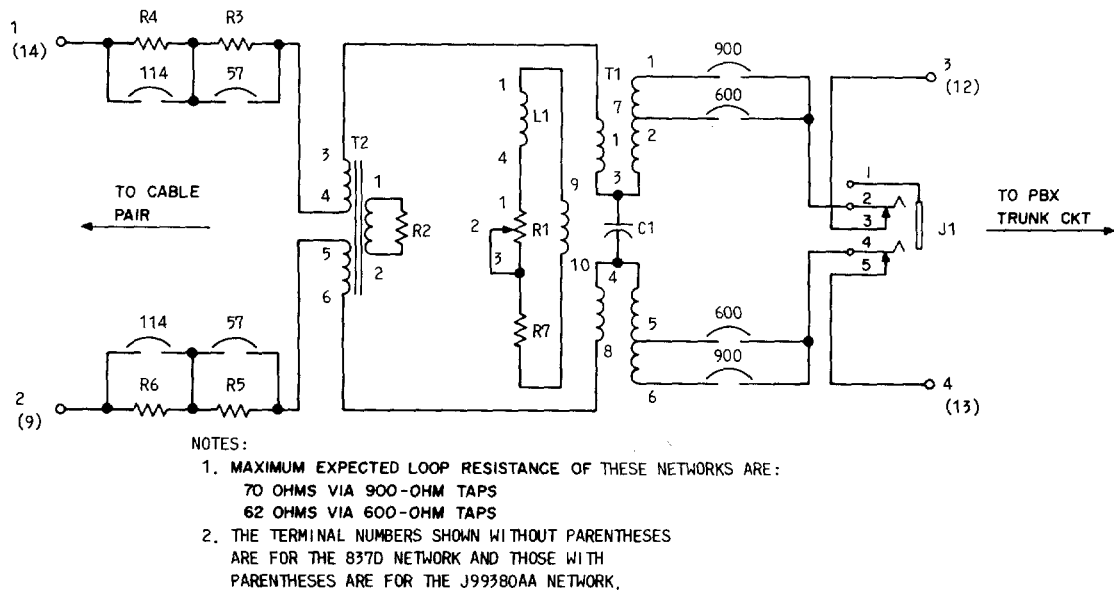 1
(14)
R4
R3
114
57
T2
3
4
1
5
6
2
R2
TO CABLE
PAIR
114
57
R6
R5
2
(9)
1
L1
4
1
2
R1
3
R7
9
10
T1
1
7
1
2
3
C1
4
8
5
6
900
600
600
900
3
(12)
1
2
3
4
5
J1
TO PBX
TRUNK CKT
4
(13)
NOTES:
1. MAXIMUM EXPECTED LOOP RESISTANCE OF THESE NETWORKS ARE:
70 OHMS VIA 900-OHM TAPS
62 OHMS VIA 600-OHM TAPS
2. THE TERMINAL NUMBERS SHOWN WITHOUT PARENTHESES
ARE FOR THE 837D NETWORK AND THOSE WITH
PARENTHESES ARE FOR THE J99380AA NETWORK.